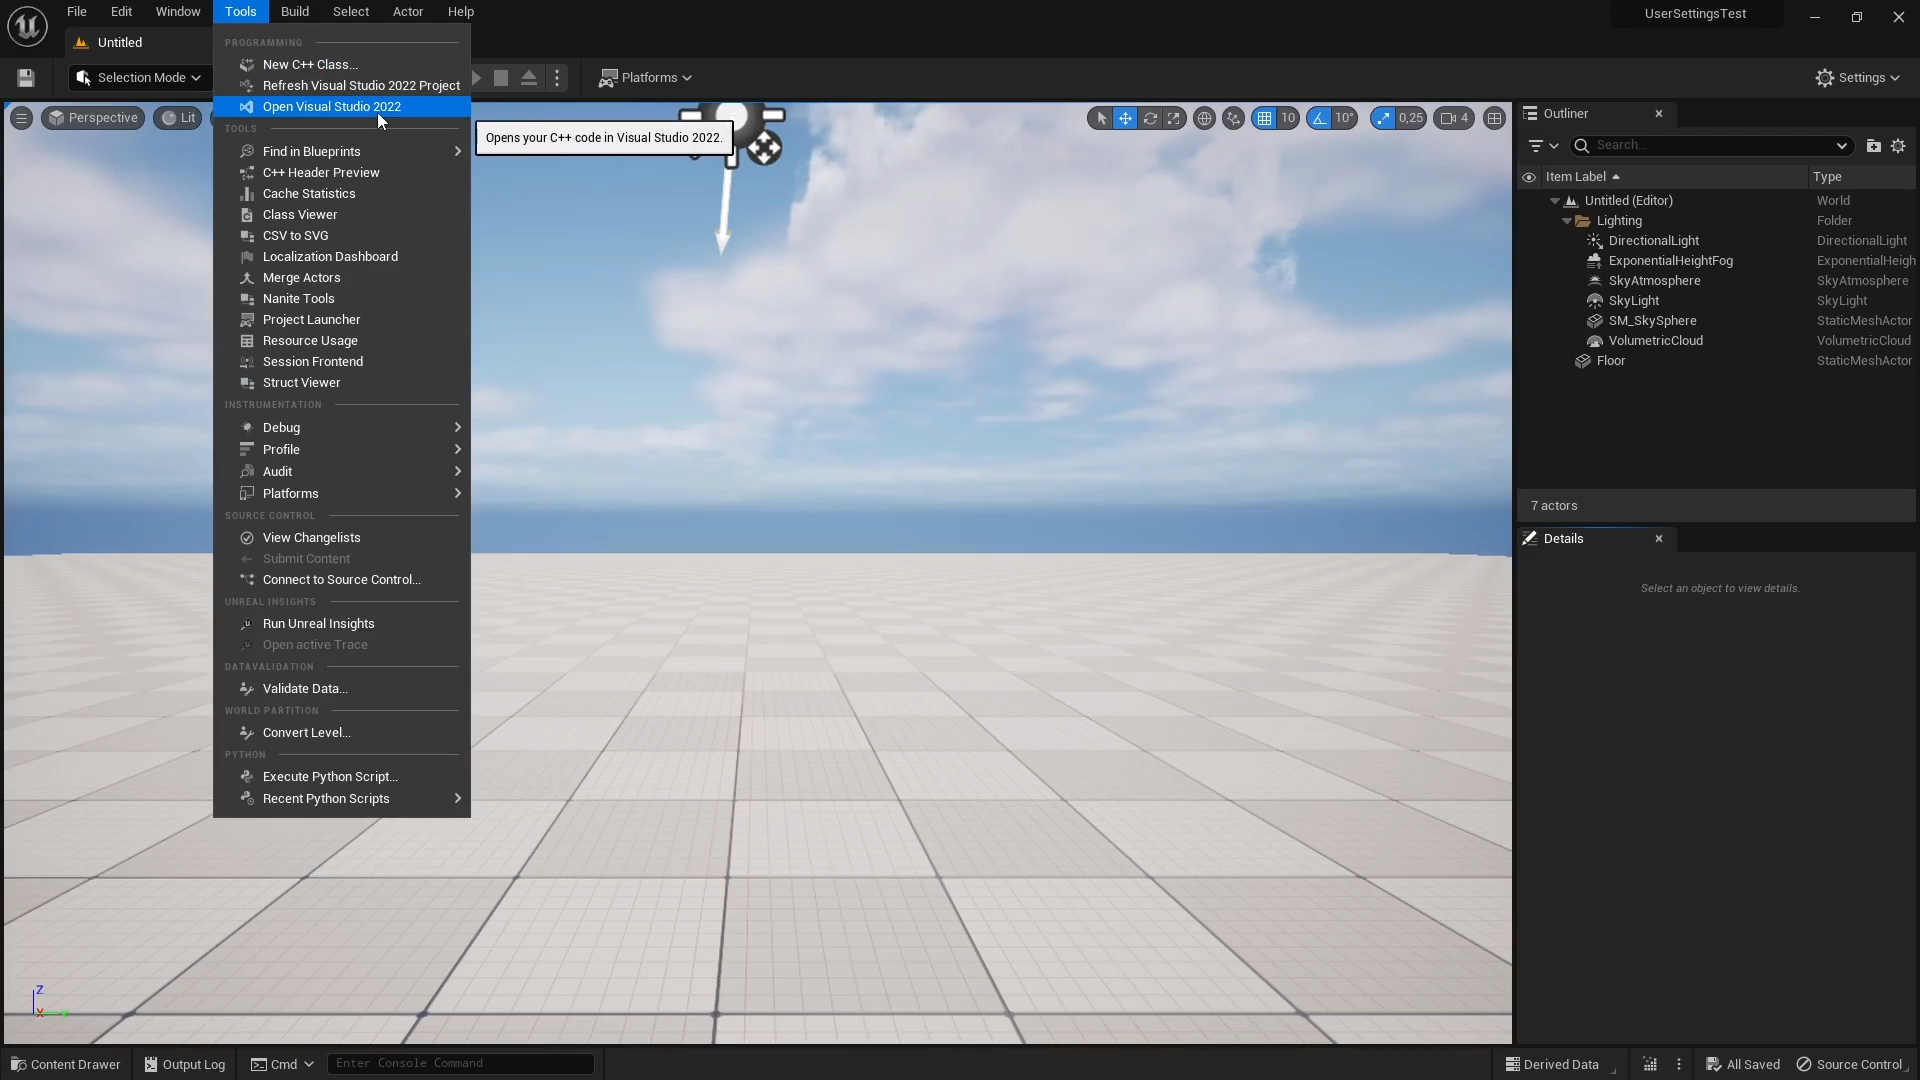 File Edit Window Tools Build Select Actor Help
UserSettingsTest
Untitled
Selection Mode
Platforms
Settings
PROGRAMMING
New C++ Class...
Refresh Visual Studio 2022 Project
Open Visual Studio 2022
Opens your C++ code in Visual Studio 2022.
TOOLS
Find in Blueprints
C++ Header Preview
Cache Statistics
Class Viewer
CSV to SVG
Localization Dashboard
Merge Actors
Nanite Tools
Project Launcher
Resource Usage
Session Frontend
Struct Viewer
INSTRUMENTATION
Debug
Profile
Audit
Platforms
SOURCE CONTROL
View Changelists
Submit Content
Connect to Source Control...
UNREAL INSIGHTS
Run Unreal Insights
Open active Trace
DATAVALIDATION
Validate Data...
WORLD PARTITION
Convert Level...
PYTHON
Execute Python Script...
Recent Python Scripts
Perspective
Lit
10 10° 0,25 4
Outliner
Search...
Item Label Type
Untitled (Editor) World
Lighting Folder
DirectionalLight DirectionalLight
ExponentialHeightFog ExponentialHeigh
SkyAtmosphere SkyAtmosphere
SkyLight SkyLight
SM_SkySphere StaticMeshActor
VolumetricCloud VolumetricCloud
Floor StaticMeshActor
7 actors
Details
Select an object to view details.
Z
X
Content Drawer Output Log Cmd Enter Console Command Derived Data All Saved Source Control